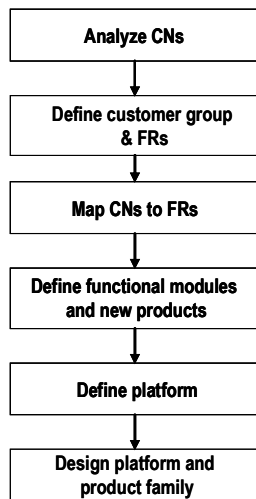 Analyze CNs
Define customer group
& FRs
Map CNs to FRs
Define functional modules
and new products
Define platform
Design platform and
product family